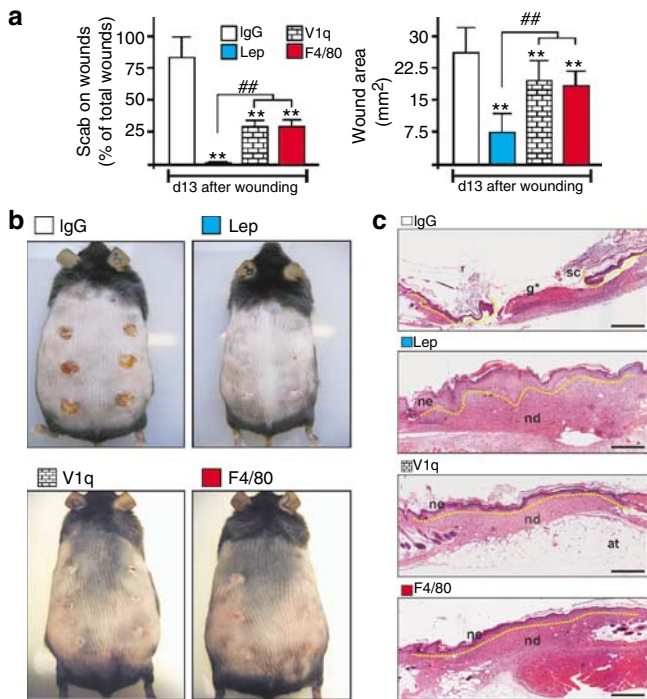 a
Scab on wounds
(% of total wounds)
100
75
50
25
IgG
V1q
Lep
F4/80
##
**
**
**
d13 after wounding
Wound area
(mm²)
30
22.5
15
7.5
##
**
**
**
d13 after wounding
b
IgG
Lep
V1q
F4/80
c
IgG
g*
sc
Lep
ne
nd
V1q
ne
nd
at
F4/80
ne
nd